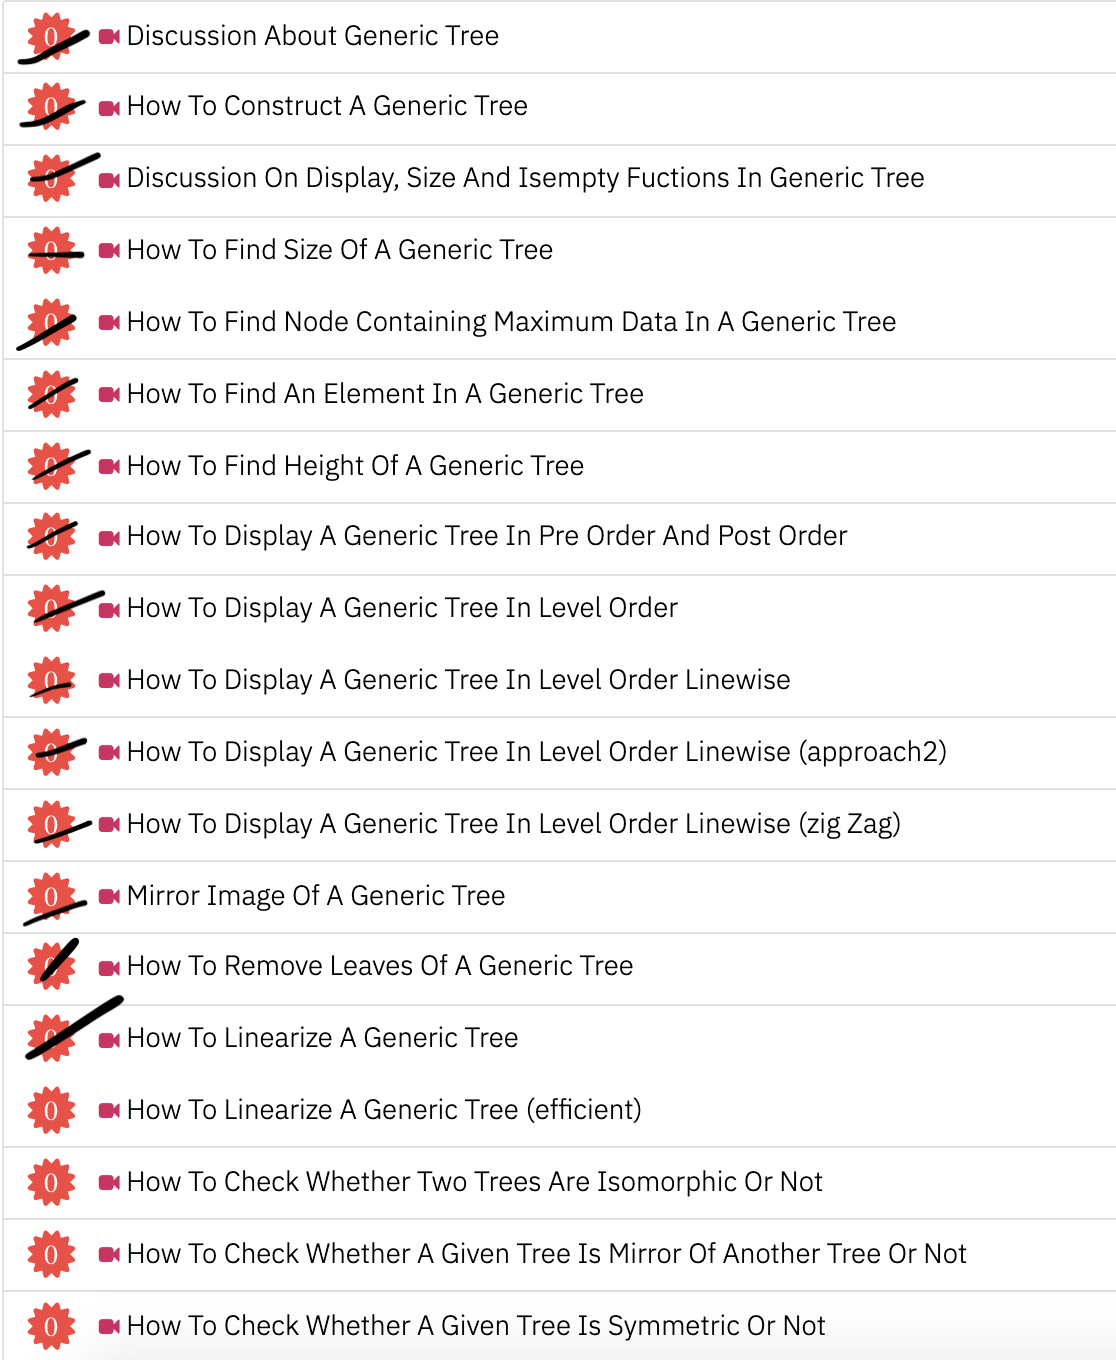 0 Discussion About Generic Tree
0 How To Construct A Generic Tree
0 Discussion On Display, Size And Isempty Fuctions In Generic Tree
0 How To Find Size Of A Generic Tree
0 How To Find Node Containing Maximum Data In A Generic Tree
0 How To Find An Element In A Generic Tree
0 How To Find Height Of A Generic Tree
0 How To Display A Generic Tree In Pre Order And Post Order
0 How To Display A Generic Tree In Level Order
0 How To Display A Generic Tree In Level Order Linewise
0 How To Display A Generic Tree In Level Order Linewise (approach2)
0 How To Display A Generic Tree In Level Order Linewise (zig Zag)
0 Mirror Image Of A Generic Tree
0 How To Remove Leaves Of A Generic Tree
0 How To Linearize A Generic Tree
0 How To Linearize A Generic Tree (efficient)
0 How To Check Whether Two Trees Are Isomorphic Or Not
0 How To Check Whether A Given Tree Is Mirror Of Another Tree Or Not
0 How To Check Whether A Given Tree Is Symmetric Or Not